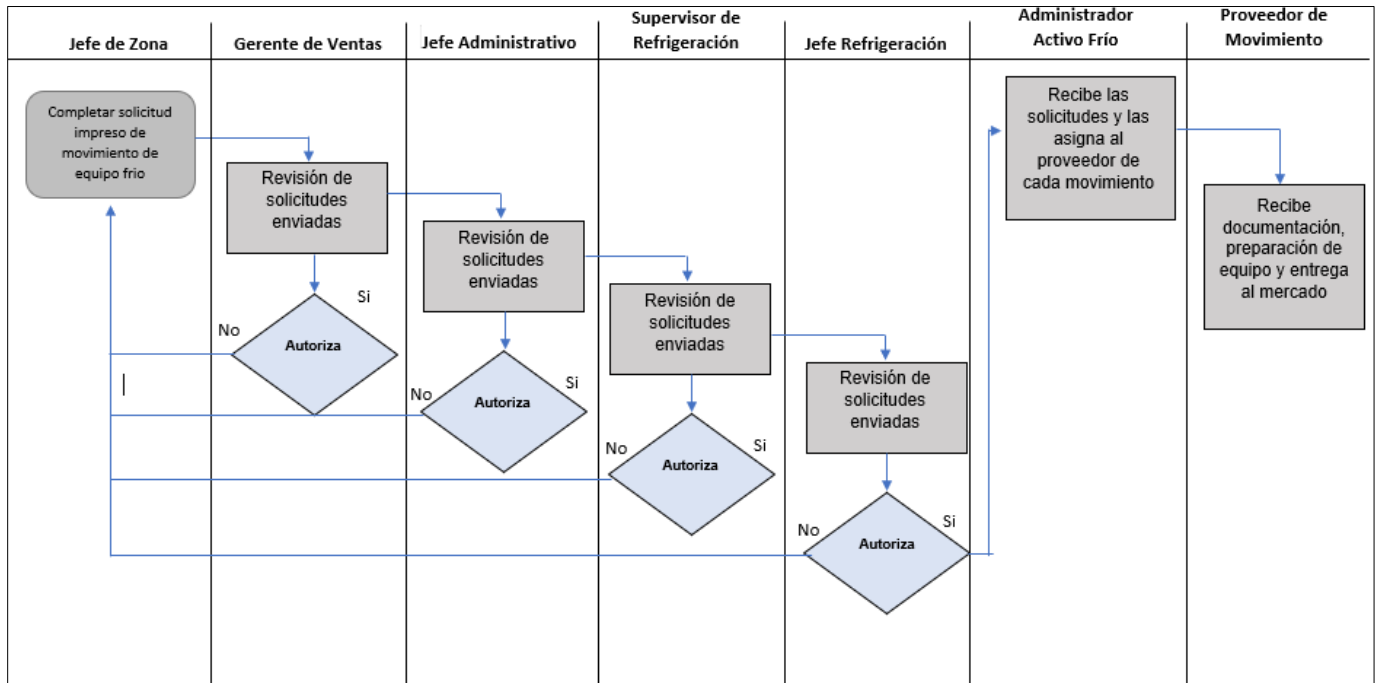 Jefe de Zona
Gerente de Ventas
Jefe Administrativo
Supervisor de
Refrigeración
Jefe Refrigeración
Administrador
Activo Frío
Proveedor de
Movimiento
Completar solicitud
impreso de
movimiento de
equipo frio
Revisión de
solicitudes
enviadas
Autoriza
No
Si
Revisión de
solicitudes
enviadas
Autoriza
No
Si
Revisión de
solicitudes
enviadas
Autoriza
No
Si
Revisión de
solicitudes
enviadas
Autoriza
No
Si
Recibe las
solicitudes y las
asigna al
proveedor de
cada movimiento
Recibe
documentación,
preparación de
equipo y entrega
al mercado